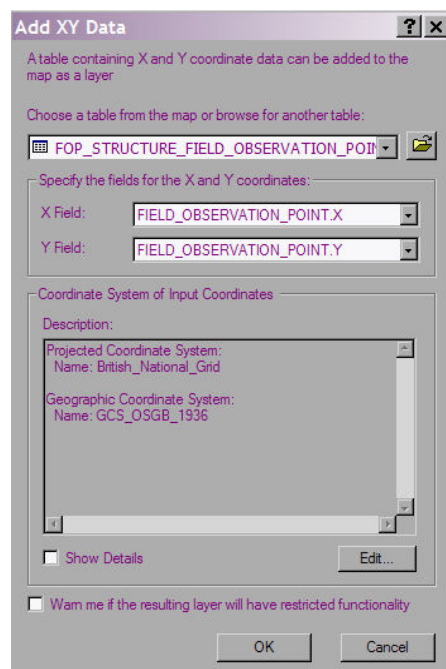 Add XY Data
A table containing X and Y coordinate data can be added to the
map as a layer
Choose a table from the map or browse for another table:
FOP_STRUCTURE_FIELD_OBSERVATION_POIN
Specify the fields for the X and Y coordinates:
X Field: FIELD_OBSERVATION_POINT.X
Y Field: FIELD_OBSERVATION_POINT.Y
Coordinate System of Input Coordinates
Description:
Projected Coordinate System:
Name: British_National_Grid
Geographic Coordinate System:
Name: GCS_OSGB_1936
Show Details Edit...
Warn me if the resulting layer will have restricted functionality
OK Cancel